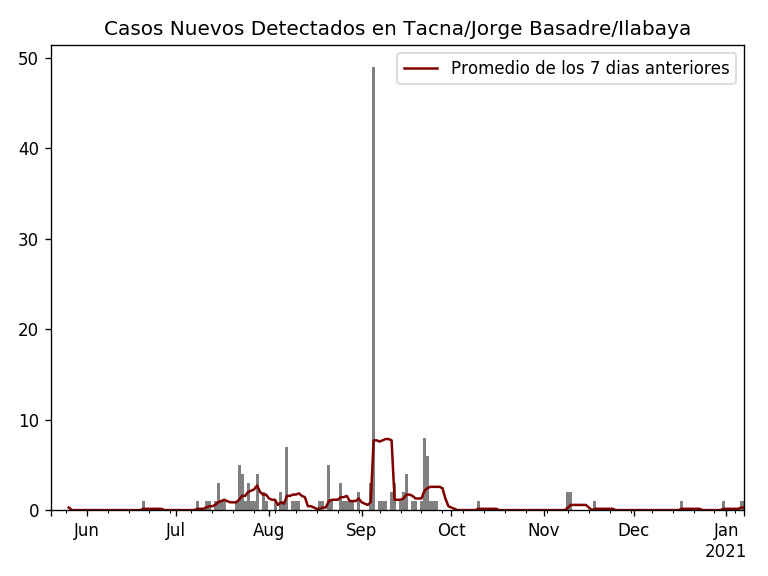 Casos Nuevos Detectados en Tacna/Jorge Basadre/Ilabaya
Promedio de los 7 dias anteriores
50
40
30
20
10
0
Jun Jul Aug Sep Oct Nov Dec Jan
2021